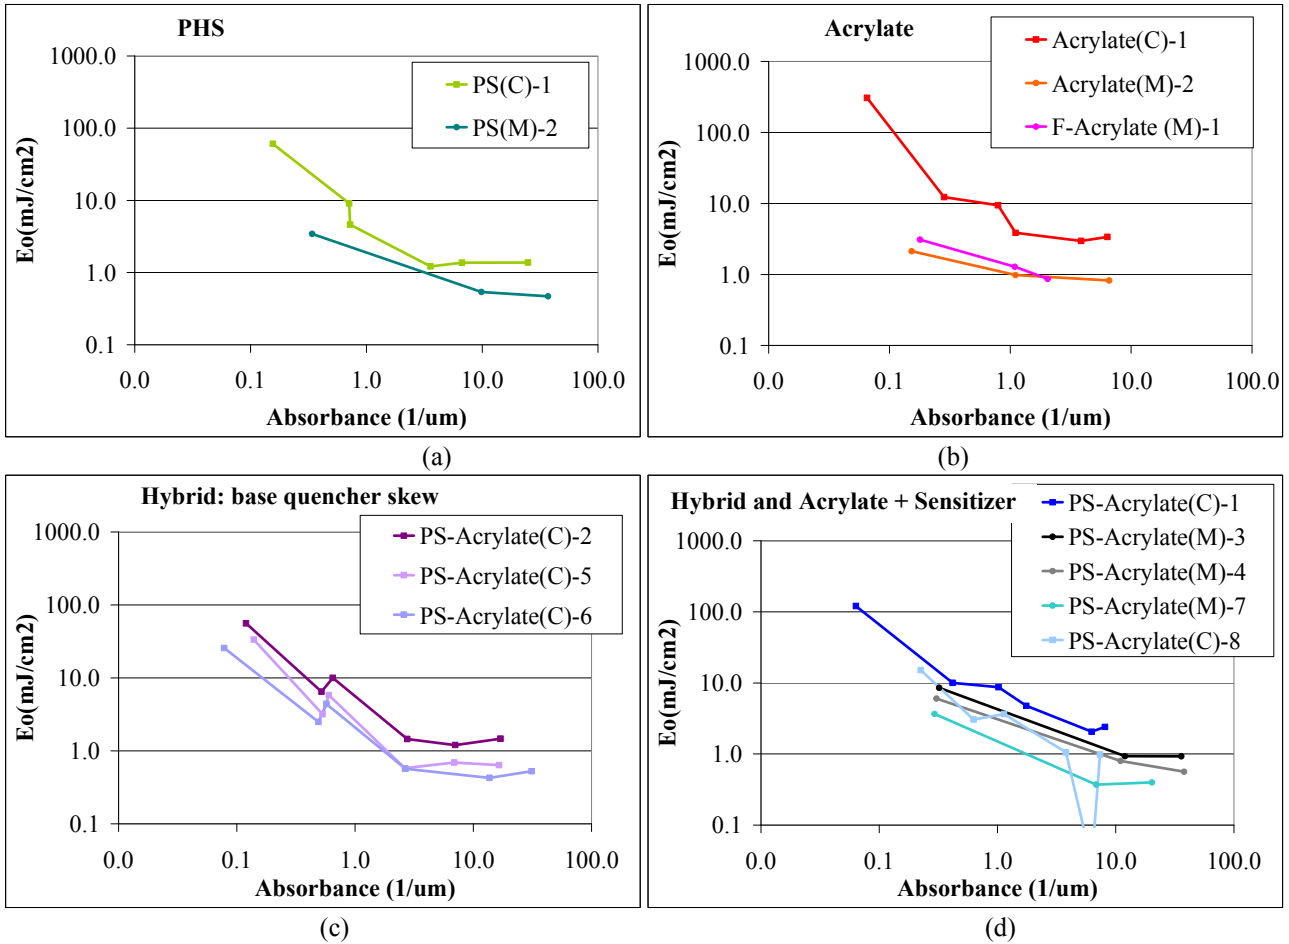 PHS
1000.0
100.0
10.0
1.0
0.1
Eo(mJ/cm2)
0.0 0.1 1.0 10.0 100.0
Absorbance (1/um)
PS(C)-1
PS(M)-2
(a)
Acrylate
1000.0
100.0
10.0
1.0
0.1
Eo(mJ/cm2)
0.0 0.1 1.0 10.0 100.0
Absorbance (1/um)
Acrylate(C)-1
Acrylate(M)-2
F-Acrylate (M)-1
(b)
Hybrid: base quencher skew
1000.0
100.0
10.0
1.0
0.1
Eo(mJ/cm2)
0.0 0.1 1.0 10.0 100.0
Absorbance (1/um)
PS-Acrylate(C)-2
PS-Acrylate(C)-5
PS-Acrylate(C)-6
(c)
Hybrid and Acrylate + Sensitizer
1000.0
100.0
10.0
1.0
0.1
Eo(mJ/cm2)
0.0 0.1 1.0 10.0 100.0
Absorbance (1/um)
PS-Acrylate(C)-1
PS-Acrylate(M)-3
PS-Acrylate(M)-4
PS-Acrylate(M)-7
PS-Acrylate(C)-8
(d)